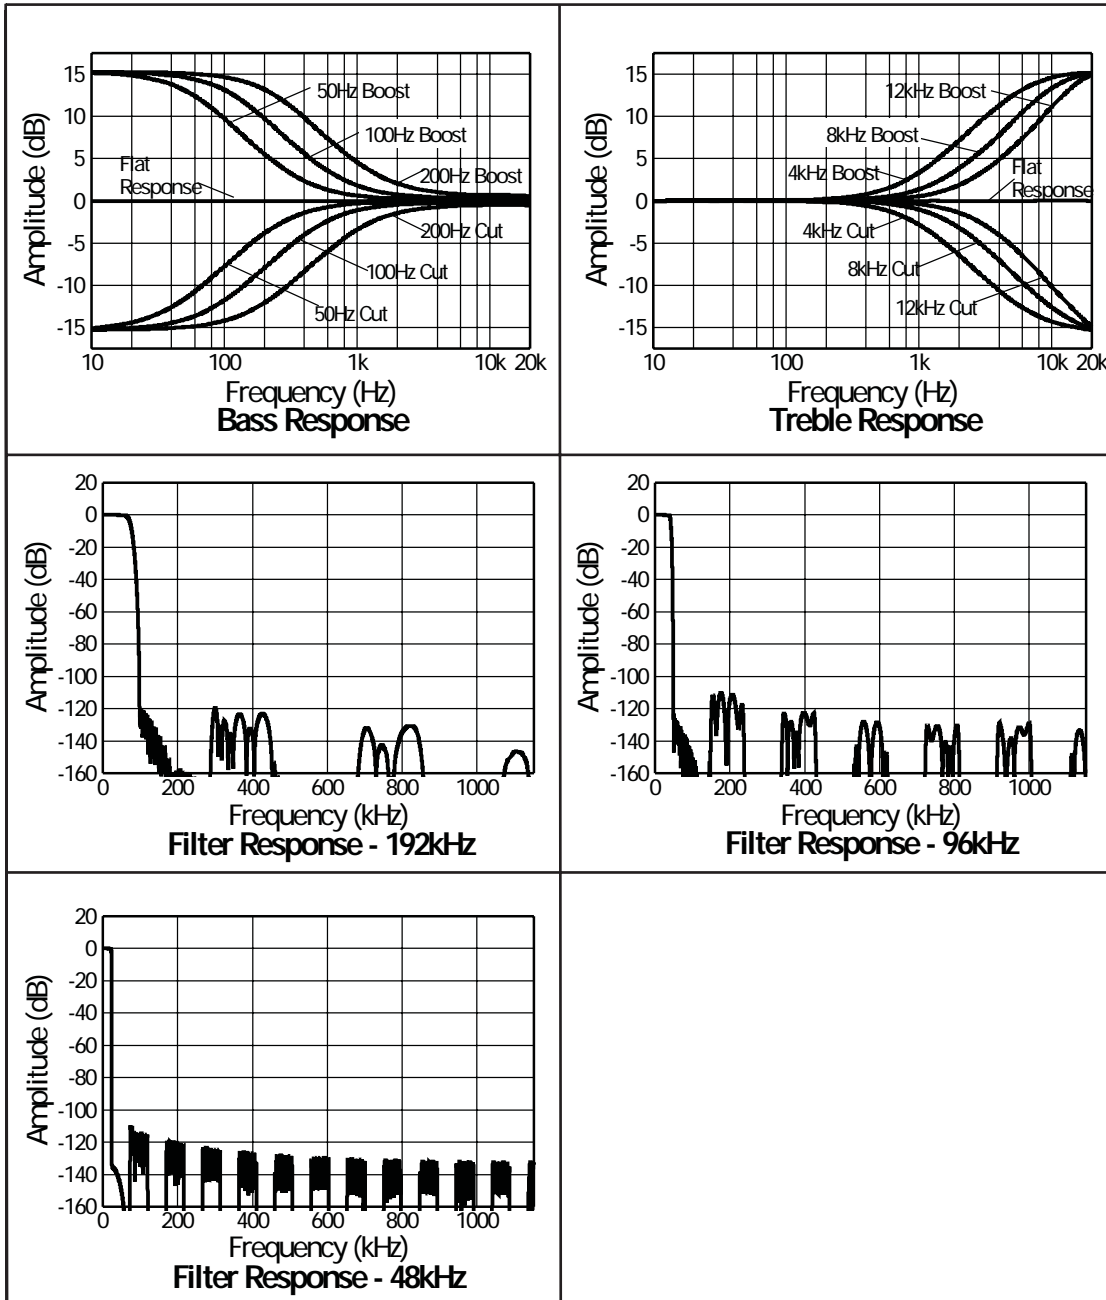 15
10
5
0
-5
-10
-15
Amplitude (dB)
50Hz Boost
100Hz Boost
Flat
Response
200Hz Boost
200Hz Cut
100Hz Cut
50Hz Cut
10 100 1k 10k 20k
Frequency (Hz)
Bass Response
15
10
5
0
-5
-10
-15
Amplitude (dB)
12kHz Boost
8kHz Boost
4kHz Boost
Flat
Response
4kHz Cut
8kHz Cut
12kHz Cut
10 100 1k 10k 20k
Frequency (Hz)
Treble Response
20
0
-20
-40
-60
-80
-100
-120
-140
-160
Amplitude (dB)
0 200 400 600 800 1000
Frequency (kHz)
Filter Response - 192kHz
20
0
-20
-40
-60
-80
-100
-120
-140
-160
Amplitude (dB)
0 200 400 600 800 1000
Frequency (kHz)
Filter Response - 96kHz
20
0
-20
-40
-60
-80
-100
-120
-140
-160
Amplitude (dB)
0 200 400 600 800 1000
Frequency (kHz)
Filter Response - 48kHz